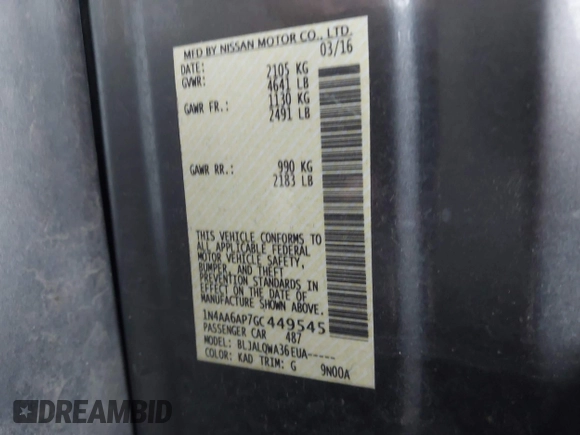 MFD BY NISSAN MOTOR CO., LTD.
DATE: 03/16
GVWR: 2105 KG
4641 LB
GAWR FR.: 1130 KG
2491 LB
GAWR RR.: 990 KG
2183 LB
THIS VEHICLE CONFORMS TO
ALL APPLICABLE FEDERAL
MOTOR VEHICLE SAFETY,
BUMPER, AND THEFT
PREVENTION STANDARDS IN
EFFECT ON THE DATE OF
MANUFACTURE SHOWN ABOVE.
1N4AA6AP7GC449545
PASSENGER CAR 487
MODEL: BLJALQWA36EUA-----
COLOR: KAD TRIM: G 9N00A
DREAMBID